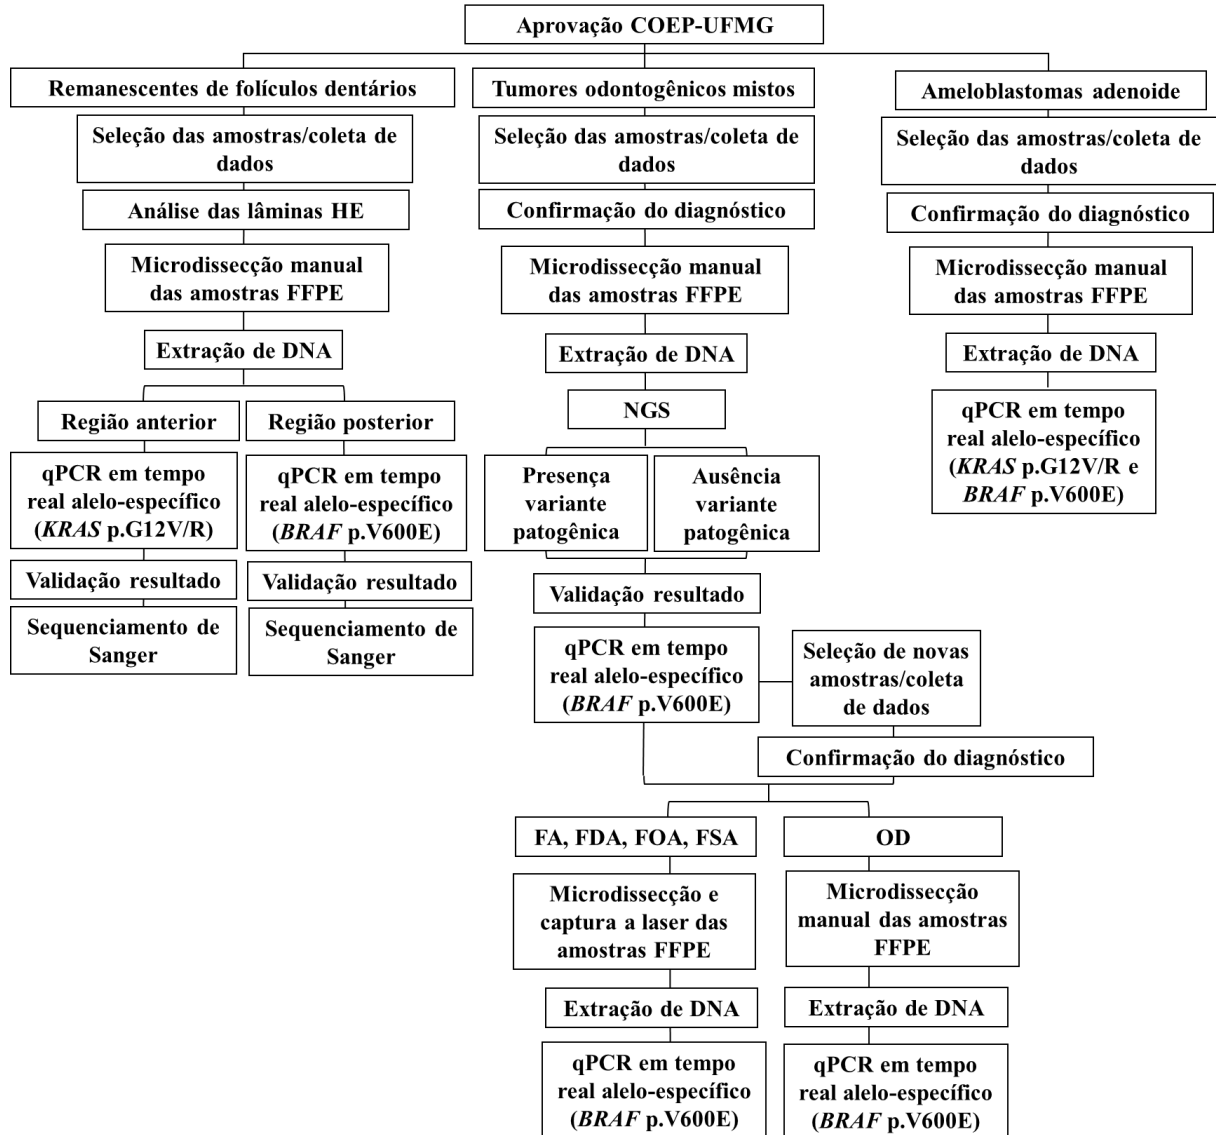 Aprovação COEP-UFMG
Remanescentes de folículos dentários
Seleção das amostras/coleta de
dados
Análise das lâminas HE
Microdissecção manual
das amostras FFPE
Extração de DNA
Região anterior
qPCR em tempo
real alelo-específico
(KRAS p.G12V/R)
Validação resultado
Sequenciamento de
Sanger
Região posterior
qPCR em tempo
real alelo-específico
(BRAF p.V600E)
Validação resultado
Sequenciamento de
Sanger
Tumores odontogênicos mistos
Seleção das amostras/coleta de
dados
Confirmação do diagnóstico
Microdissecção manual
das amostras FFPE
Extração de DNA
NGS
Presença
variante
patogênica
Ausência
variante
patogênica
Validação resultado
qPCR em tempo
real alelo-específico
(BRAF p.V600E)
Seleção de novas
amostras/coleta
de dados
Confirmação do diagnóstico
FA, FDA, FOA, FSA
Microdissecção e
captura a laser das
amostras FFPE
Extração de DNA
qPCR em tempo
real alelo-específico
(BRAF p.V600E)
OD
Microdissecção
manual das amostras
FFPE
Extração de DNA
qPCR em tempo
real alelo-específico
(BRAF p.V600E)
Ameloblastomas adenoide
Seleção das amostras/coleta de
dados
Confirmação do diagnóstico
Microdissecção manual
das amostras FFPE
Extração de DNA
qPCR em tempo
real alelo-específico
(KRAS p.G12V/R e
BRAF p.V600E)